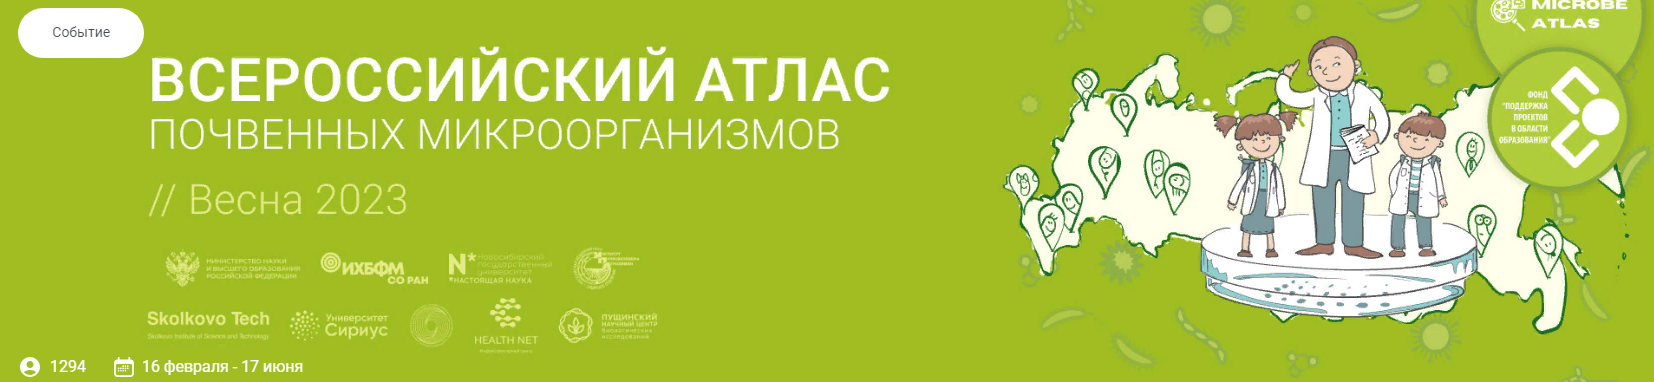 Событие
ВСЕРОССИЙСКИЙ АТЛАС
ПОЧВЕННЫХ МИКРООРГАНИЗМОВ
// Весна 2023
МИНИСТЕРСТВО НАУКИ
И ВЫСШЕГО ОБРАЗОВАНИЯ
РОССИЙСКОЙ ФЕДЕРАЦИИ
ИХБФМ
СО РАН
N*
Новосибирский
государственный
университет
*НАСТОЯЩАЯ НАУКА
Skolkovo Tech
Skolkovo Institute of Science and Technology
Университет
Сириус
HEALTH NET
ПУЩИНСКИЙ
НАУЧНЫЙ ЦЕНТР
биологических
исследований
1294
16 февраля - 17 июня
MICROBE
ATLAS
ФОНД
"ПОДДЕРЖКА
ПРОЕКТОВ
В ОБЛАСТИ
ОБРАЗОВАНИЯ"